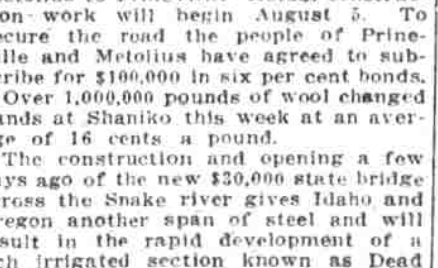 on work will begin August 5. To
ecure the road the people of Prine-
ille and Metolius have agreed to sub-
ribe for $100,000 in six per cent bonds.
Over 1,000,000 pounds of wool changed
ands at Shaniko this week at an aver-
ge of 16 cents a pound.
The construction and opening a few
ays ago of the new $30,000 state bridge
ross the Snake river gives Idaho and
regon another span of steel and will
sult in the rapid development of a
ch irrigated section known as Dead